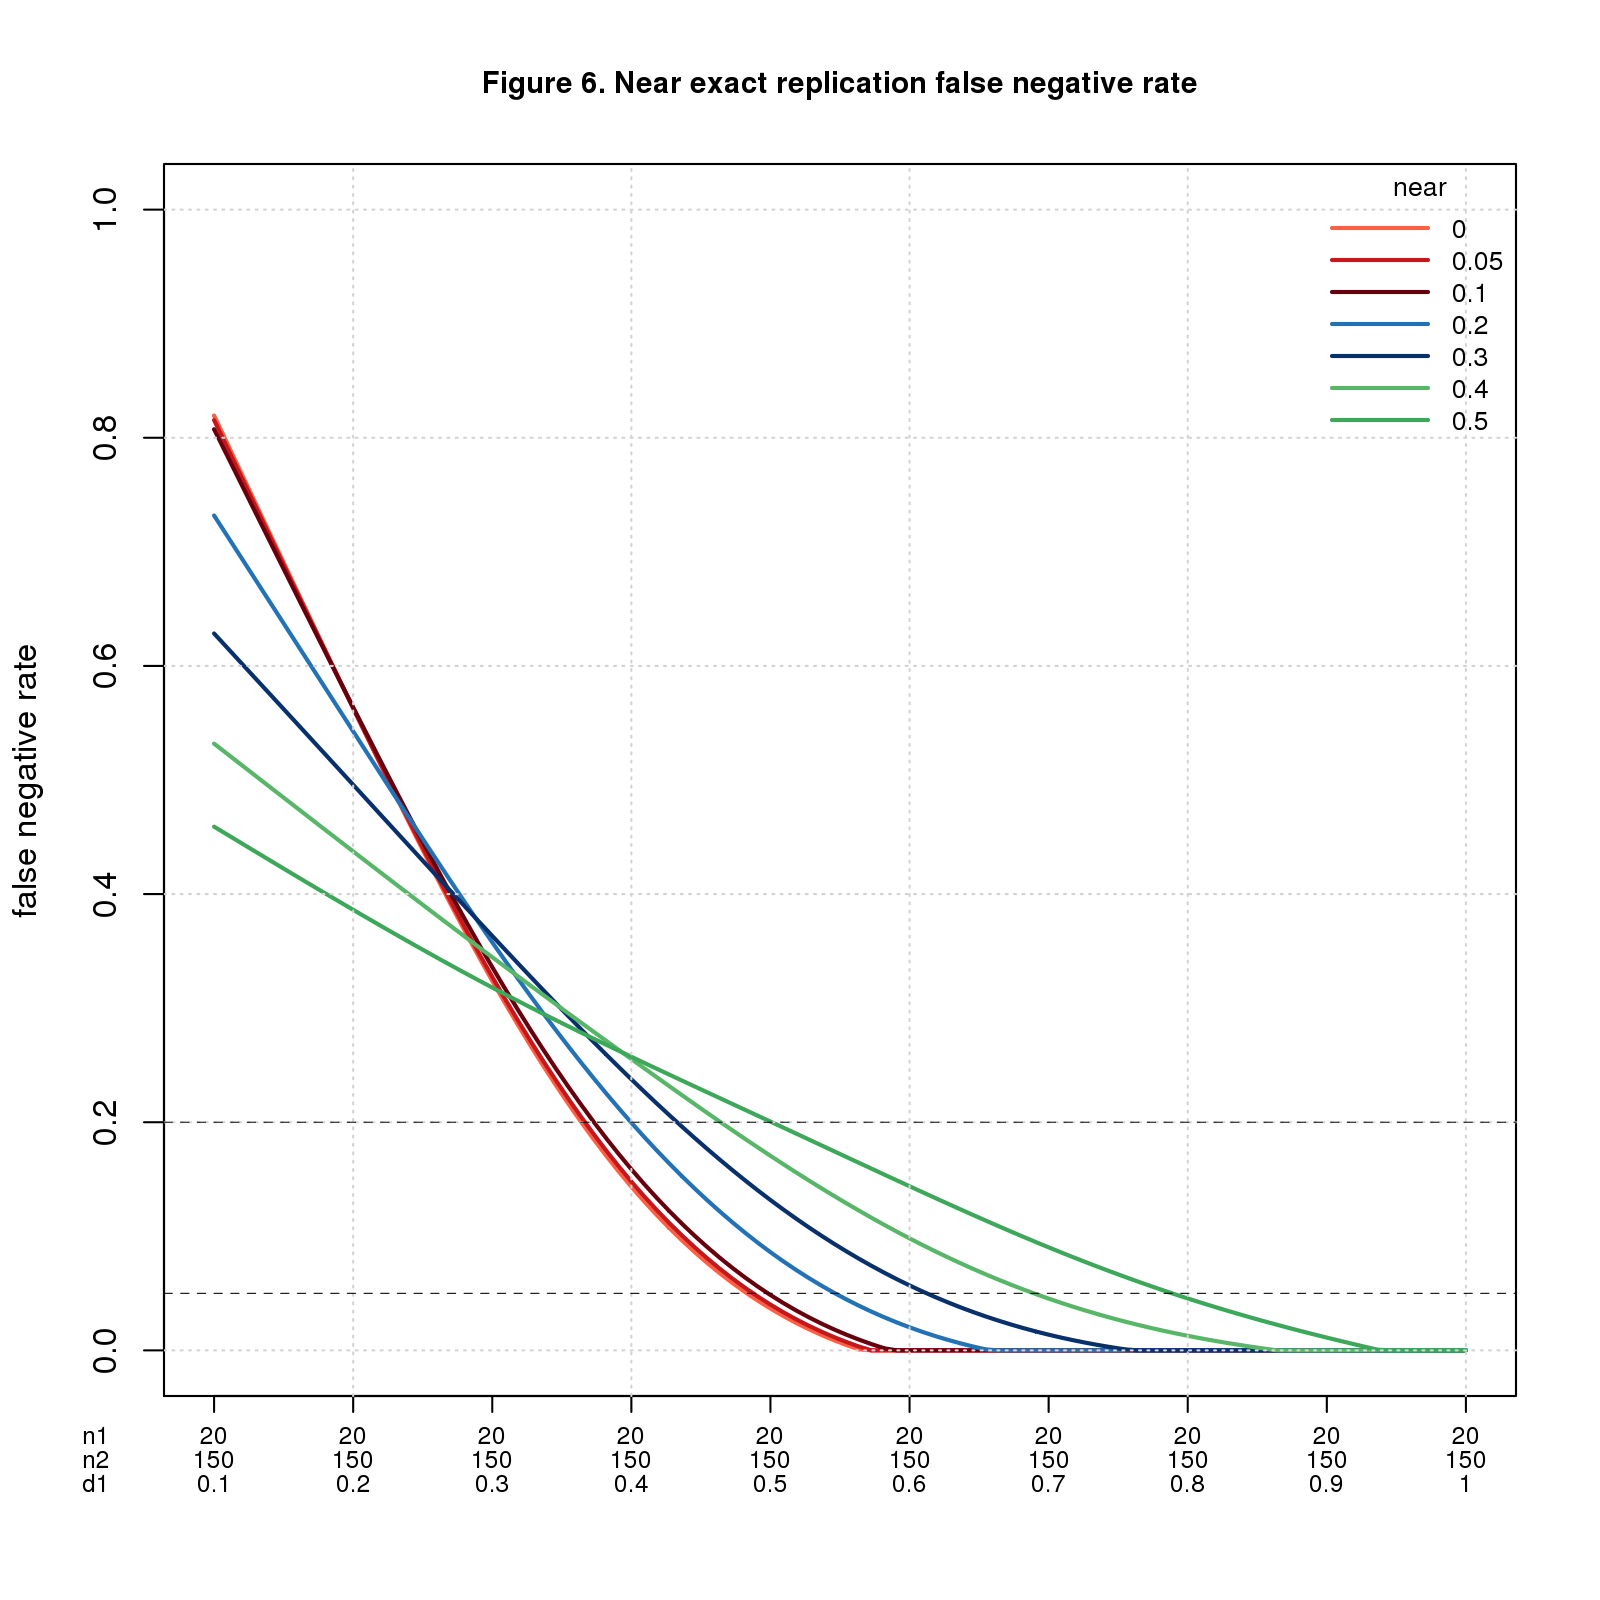 Figure 6. Near exact replication false negative rate
near
0
0.05
0.1
0.2
0.3
0.4
0.5
false negative rate
1.0
0.8
0.6
0.4
0.2
0.0
n1 20 20 20 20 20 20 20 20 20 20
n2 150 150 150 150 150 150 150 150 150 150
d1 0.1 0.2 0.3 0.4 0.5 0.6 0.7 0.8 0.9 1